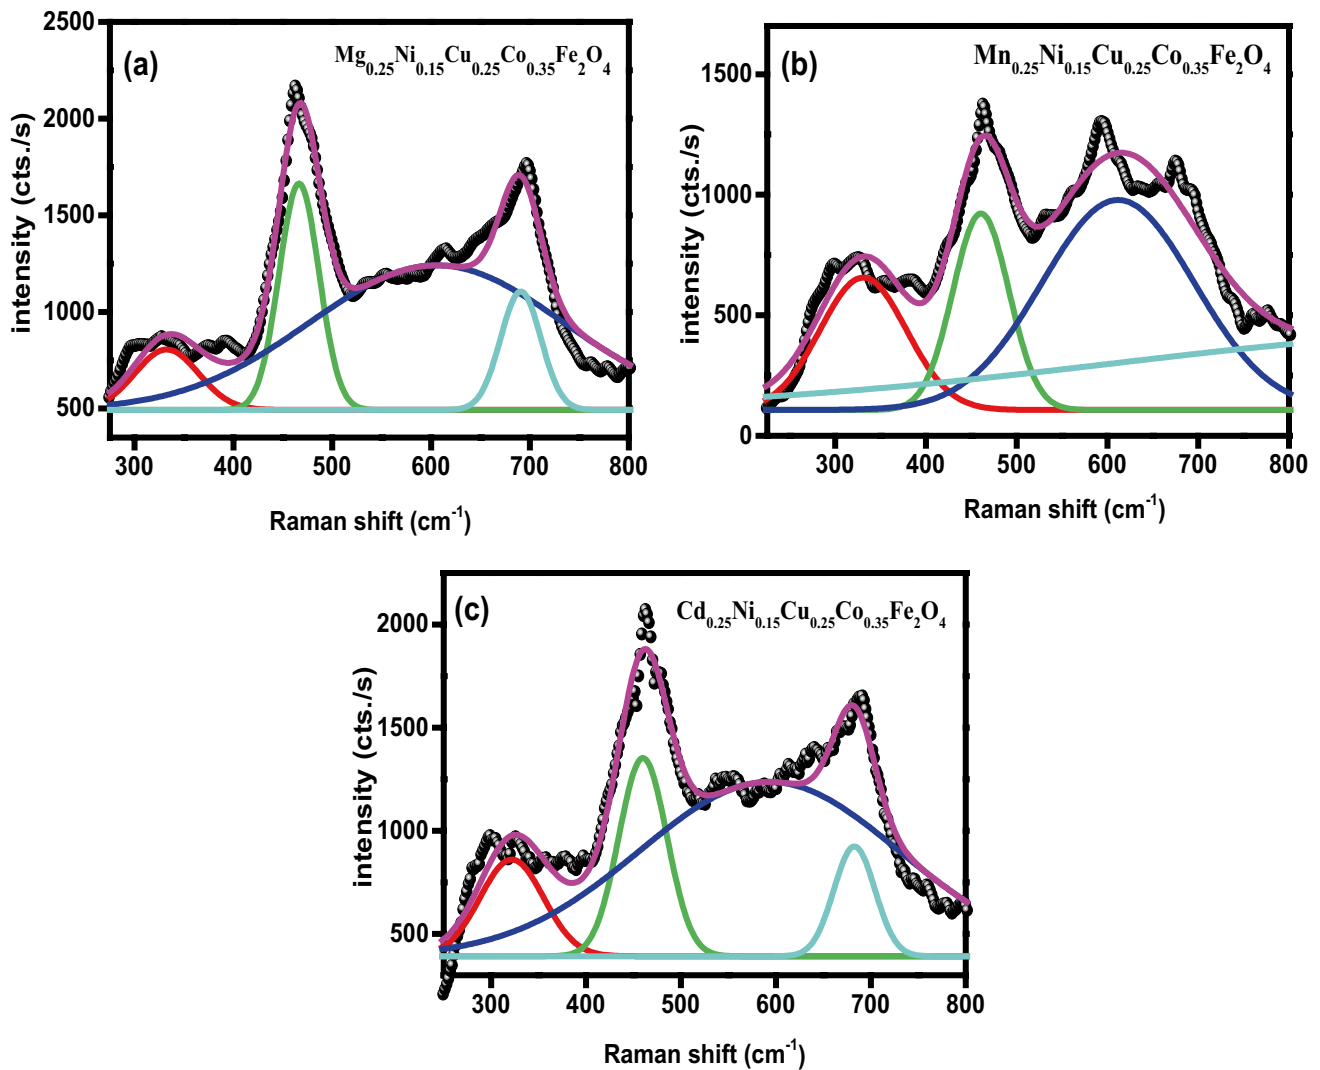 2500
2000
1500
1000
500
intensity (cts./s)
(a)
Mg0.25Ni0.15Cu0.25Co0.35Fe2O4
300 400 500 600 700 800
Raman shift (cm-1)
1500
1000
500
0
intensity (cts./s)
(b)
Mn0.25Ni0.15Cu0.25Co0.35Fe2O4
300 400 500 600 700 800
Raman shift (cm-1)
2000
1500
1000
500
intensity (cts./s)
(c)
Cd0.25Ni0.15Cu0.25Co0.35Fe2O4
300 400 500 600 700 800
Raman shift (cm-1)